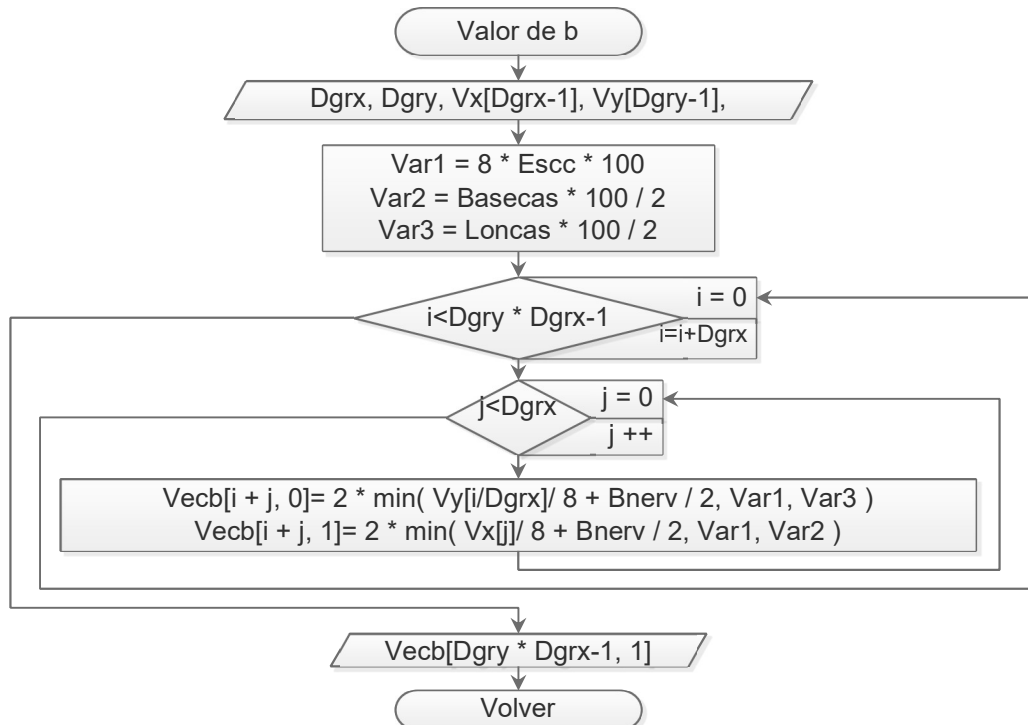 Valor de b
Dgrx, Dgry, Vx[Dgrx-1], Vy[Dgry-1],
Var1 = 8 * Escc * 100
Var2 = Basecas * 100 / 2
Var3 = Loncas * 100 / 2
i<Dgry * Dgrx-1
i = 0
i=i+Dgrx
j<Dgrx
j = 0
j ++
Vecb[i + j, 0]= 2 * min( Vy[i/Dgrx]/ 8 + Bnerv / 2, Var1, Var3 )
Vecb[i + j, 1]= 2 * min( Vx[j]/ 8 + Bnerv / 2, Var1, Var2 )
Vecb[Dgry * Dgrx-1, 1]
Volver